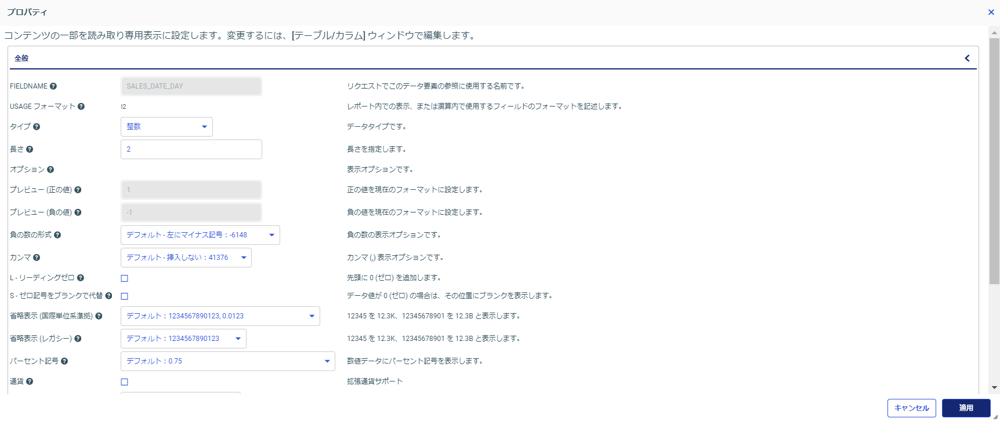 プロパティ
コンテンツの一部を読み取り専用表示に設定します。変更するには、[テーブル/カラム] ウィンドウで編集します。
全般
FIELDNAME SALES_DATE_DAY リクエストでこのデータ要素の参照に使用する名前です。
USAGE フォーマット I2 レポート内での表示、または演算内で使用するフィールドのフォーマットを記述します。
タイプ 整数 データタイプです。
長さ 2 長さを指定します。
オプション 表示オプションです。
プレビュー (正の値) 1 正の値を現在のフォーマットに設定します。
プレビュー (負の値) -1 負の値を現在のフォーマットに設定します。
負の数の形式 デフォルト - 左にマイナス記号 : -6148 負の数の表示オプションです。
カンマ デフォルト - 挿入しない : 41376 カンマ (,) 表示オプションです。
L - リーディングゼロ 先頭に 0 (ゼロ) を追加します。
S - ゼロ記号をブランクで代替 データ値が 0 (ゼロ) の場合は、その位置にブランクを表示します。
省略表示 (国際単位系準拠) デフォルト : 1234567890123, 0.0123 12345 を 12.3K、12345678901 を 12.3B と表示します。
省略表示 (レガシー) デフォルト : 1234567890123 12345 を 12.3K、12345678901 を 12.3B と表示します。
パーセント記号 デフォルト : 0.75 数値データにパーセント記号を表示します。
通貨 拡張通貨サポート
キャンセル 適用